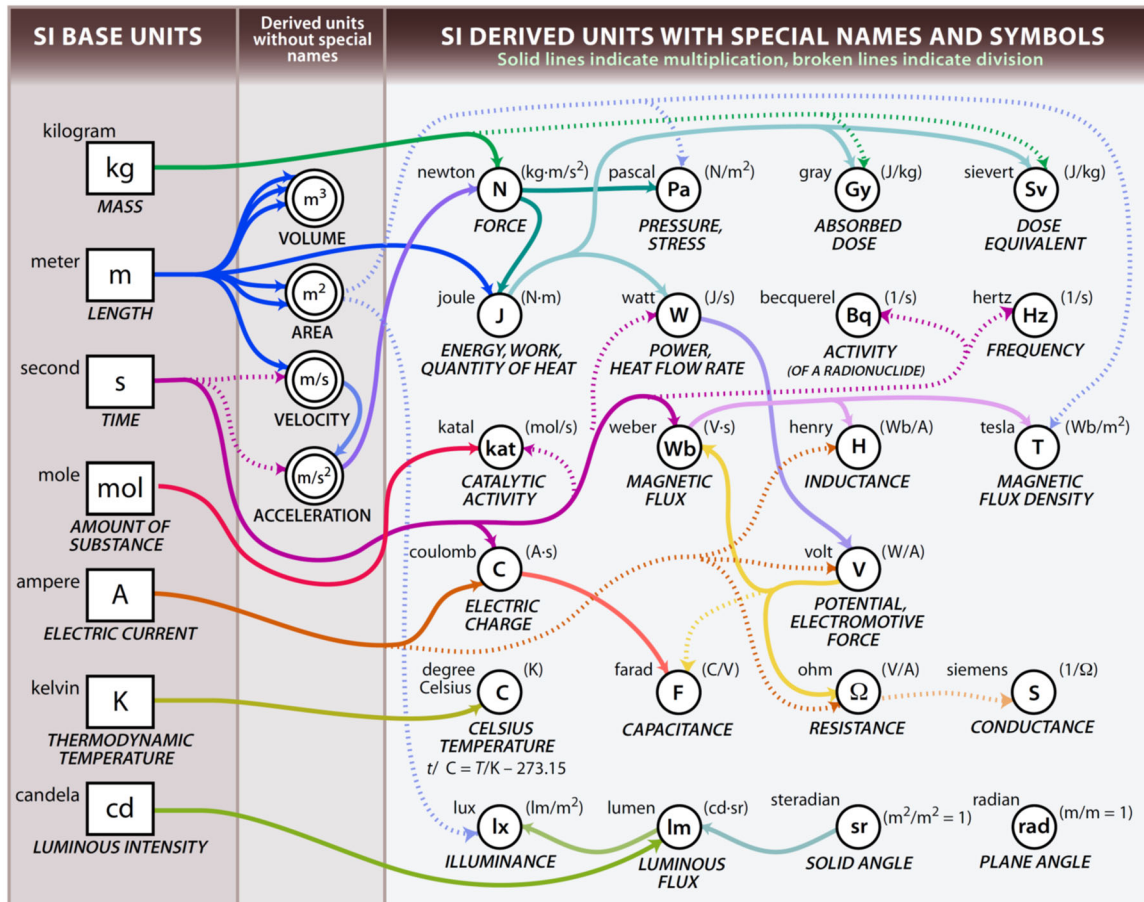 SI BASE UNITS
Derived units
without special
names
SI DERIVED UNITS WITH SPECIAL NAMES AND SYMBOLS
Solid lines indicate multiplication, broken lines indicate division
kilogram
kg
MASS
meter
m
LENGTH
second
s
TIME
mole
mol
AMOUNT OF
SUBSTANCE
ampere
A
ELECTRIC CURRENT
kelvin
K
THERMODYNAMIC
TEMPERATURE
candela
cd
LUMINOUS INTENSITY
m³
VOLUME
m²
AREA
m/s
VELOCITY
m/s²
ACCELERATION
newton
N
(kg·m/s²)
FORCE
pascal
Pa
(N/m²)
PRESSURE,
STRESS
gray
Gy
(J/kg)
ABSORBED
DOSE
sievert
Sv
(J/kg)
DOSE
EQUIVALENT
joule
J
(N·m)
ENERGY, WORK,
QUANTITY OF HEAT
watt
W
(J/s)
POWER,
HEAT FLOW RATE
becquerel
Bq
(1/s)
ACTIVITY
(OF A RADIONUCLIDE)
hertz
Hz
(1/s)
FREQUENCY
katal
kat
(mol/s)
CATALYTIC
ACTIVITY
weber
Wb
(V·s)
MAGNETIC
FLUX
henry
H
(Wb/A)
INDUCTANCE
tesla
T
(Wb/m²)
MAGNETIC
FLUX DENSITY
coulomb
C
(A·s)
ELECTRIC
CHARGE
volt
V
(W/A)
POTENTIAL,
ELECTROMOTIVE
FORCE
degree
Celsius
C
(K)
CELSIUS
TEMPERATURE
t/ C = T/K – 273.15
farad
F
(C/V)
CAPACITANCE
ohm
Ω
(V/A)
RESISTANCE
siemens
S
(1/Ω)
CONDUCTANCE
lux
lx
(lm/m²)
ILLUMINANCE
lumen
lm
(cd·sr)
LUMINOUS
FLUX
steradian
sr
(m²/m² = 1)
SOLID ANGLE
radian
rad
(m/m = 1)
PLANE ANGLE